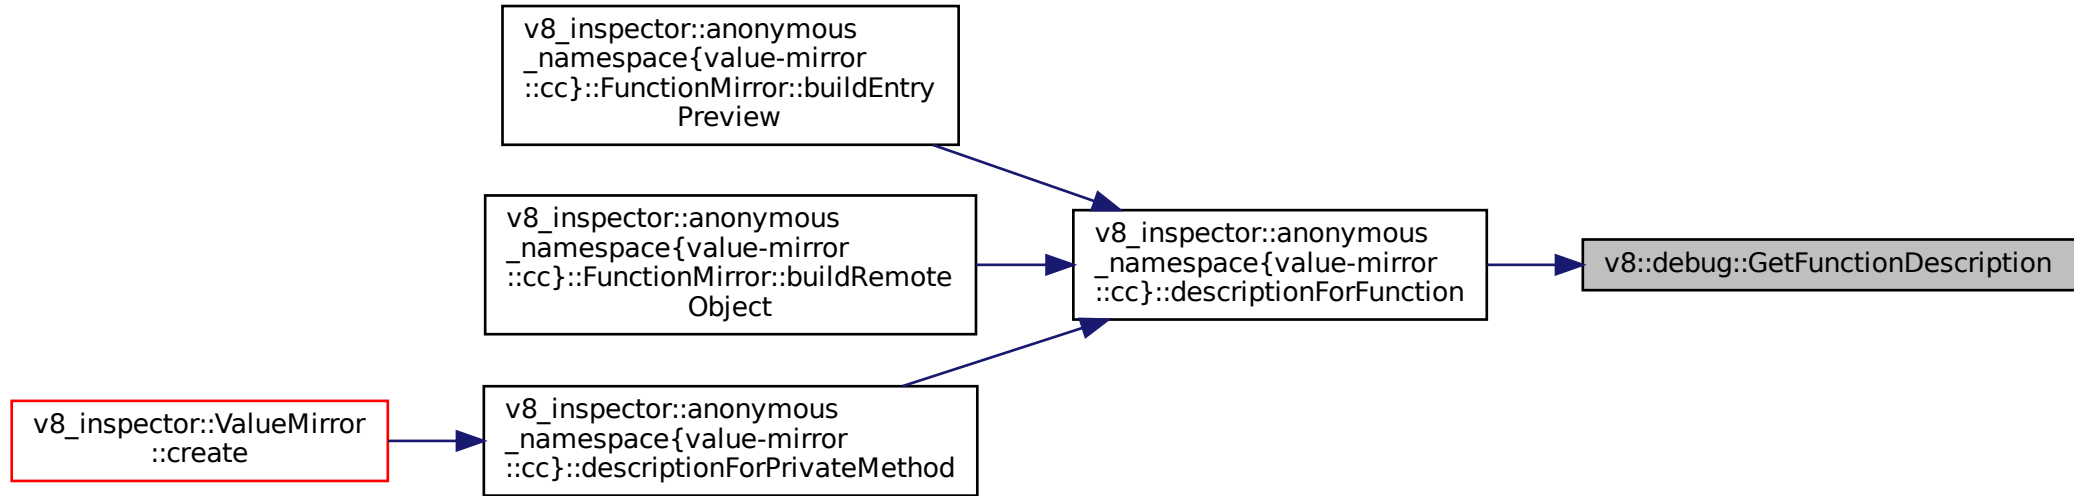 v8_inspector::anonymous
_namespace{value-mirror
::cc}::FunctionMirror::buildEntry
Preview
v8_inspector::anonymous
_namespace{value-mirror
::cc}::FunctionMirror::buildRemote
Object
v8_inspector::anonymous
_namespace{value-mirror
::cc}::descriptionForFunction
v8::debug::GetFunctionDescription
v8_inspector::ValueMirror
::create
v8_inspector::anonymous
_namespace{value-mirror
::cc}::descriptionForPrivateMethod